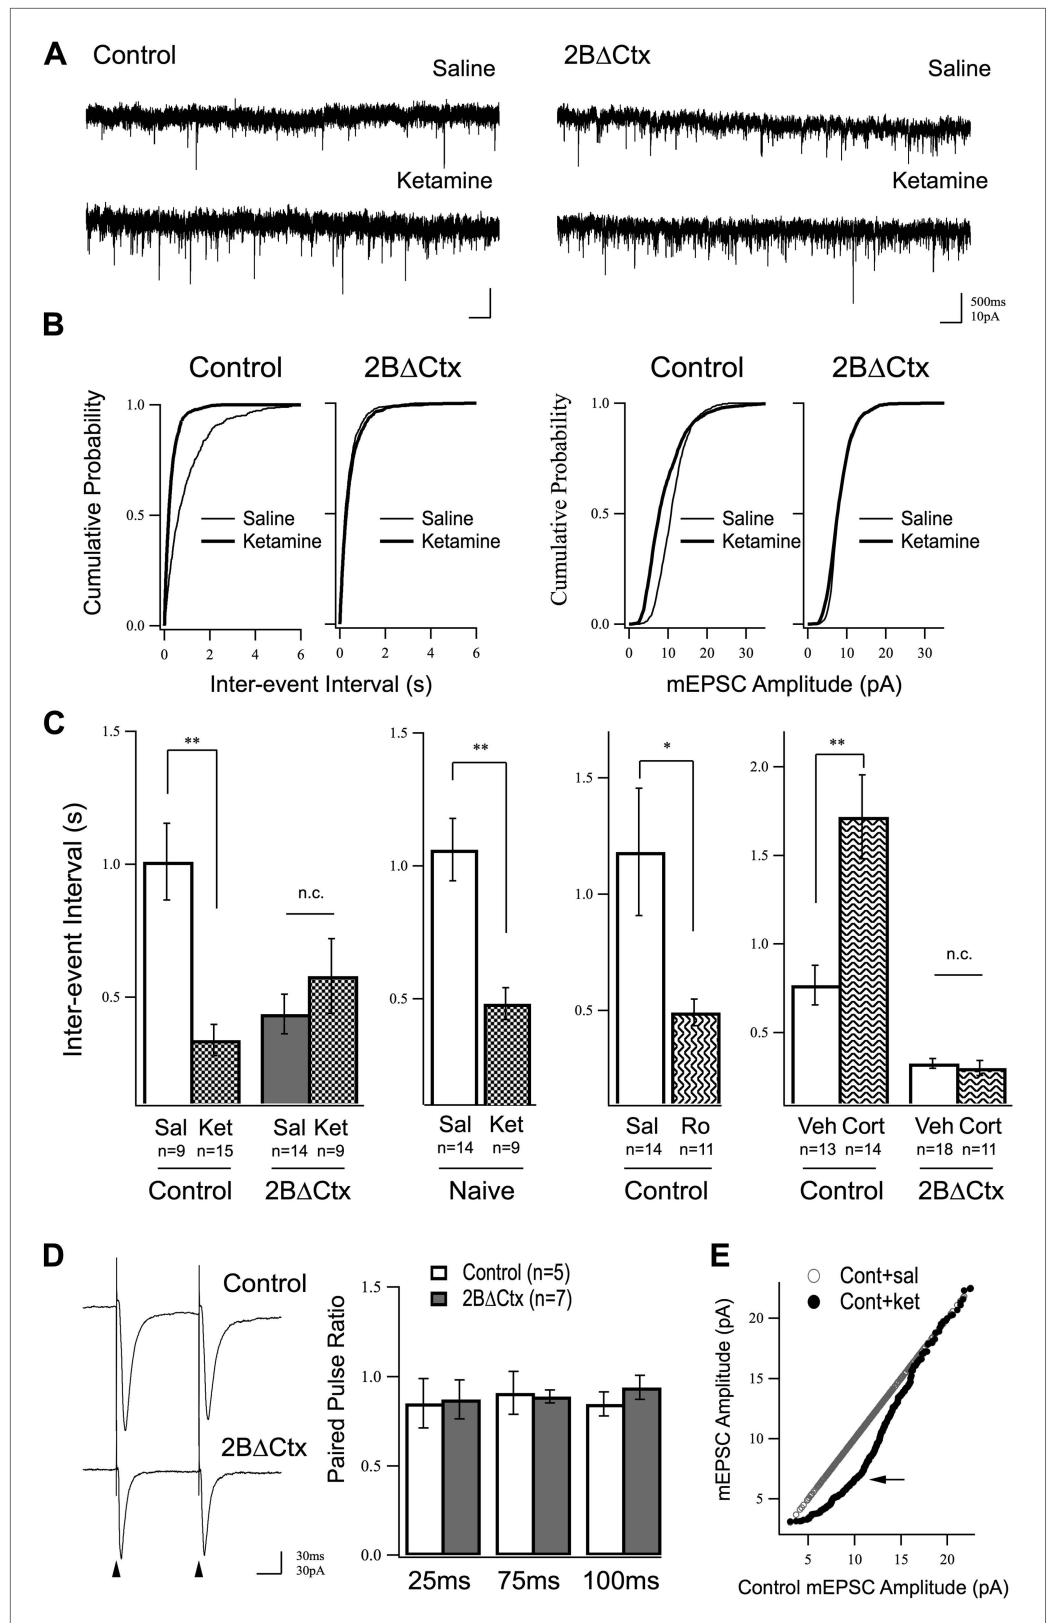 A Control 2BΔCtx
Saline Saline
Ketamine Ketamine
500ms
10pA
B
Control 2BΔCtx Control 2BΔCtx
Cumulative Probability
1.0
0.5
0.0
Saline
Ketamine
Saline
Ketamine
0 2 4 6 0 2 4 6
Inter-event Interval (s)
Cumulative Probability
1.0
0.5
0.0
Saline
Ketamine
Saline
Ketamine
0 10 20 30 0 10 20 30
mEPSC Amplitude (pA)
C
Inter-event Interval (s)
1.5
1.0
0.5
**
n.c.
Sal Ket Sal Ket
n=9 n=15 n=14 n=9
Control 2BΔCtx
1.5
1.0
0.5
**
Sal Ket
n=14 n=9
Naive
1.5
1.0
0.5
*
Sal Ro
n=14 n=11
Control
2.0
1.5
1.0
0.5
**
n.c.
Veh Cort Veh Cort
n=13 n=14 n=18 n=11
Control 2BΔCtx
D
Control
2BΔCtx
30ms
30pA
Paired Pulse Ratio
1.5
1.0
0.5
0.0
Control (n=5)
2BΔCtx (n=7)
25ms 75ms 100ms
E
Cont+sal
Cont+ket
mEPSC Amplitude (pA)
20
15
10
5
5 10 15 20
Control mEPSC Amplitude (pA)